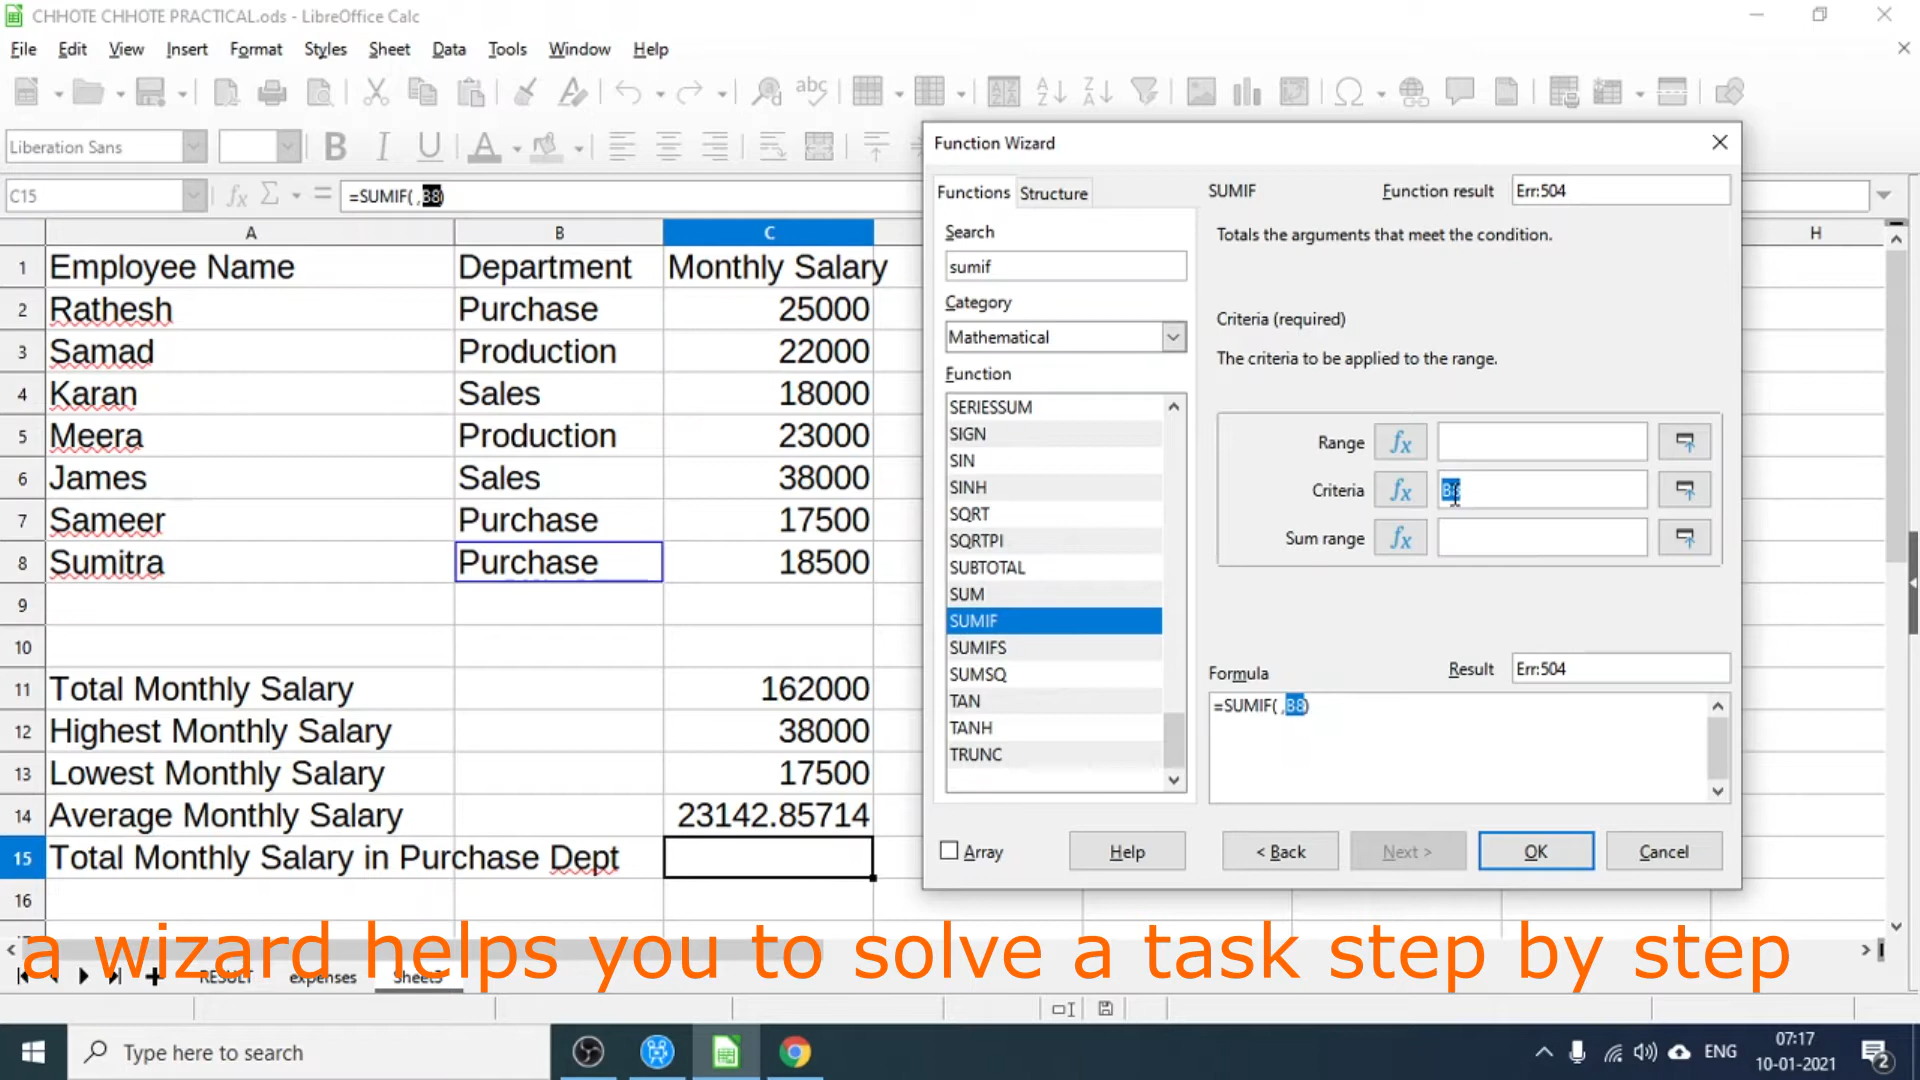 CHHOTE CHHOTE PRACTICAL.ods - LibreOffice Calc
File Edit View Insert Format Styles Sheet Data Tools Window Help
Liberation Sans
C15 =SUMIF( ,B8)
A B C H
1 Employee Name Department Monthly Salary
2 Rathesh Purchase 25000
3 Samad Production 22000
4 Karan Sales 18000
5 Meera Production 23000
6 James Sales 38000
7 Sameer Purchase 17500
8 Sumitra Purchase 18500
9
10
11 Total Monthly Salary 162000
12 Highest Monthly Salary 38000
13 Lowest Monthly Salary 17500
14 Average Monthly Salary 23142.85714
15 Total Monthly Salary in Purchase Dept
16
Function Wizard
Functions Structure
Search
sumif
Category
Mathematical
Function
SERIESSUM
SIGN
SIN
SINH
SQRT
SQRTPI
SUBTOTAL
SUM
SUMIF
SUMIFS
SUMSQ
TAN
TANH
TRUNC
SUMIF Function result Err:504
Totals the arguments that meet the condition.
Criteria (required)
The criteria to be applied to the range.
Range
Criteria B8
Sum range
Formula Result Err:504
=SUMIF( ,B8)
Array Help < Back Next > OK Cancel
a wizard helps you to solve a task step by step
RESULT expenses Sheet3
Type here to search
ENG
07:17
10-01-2021
2